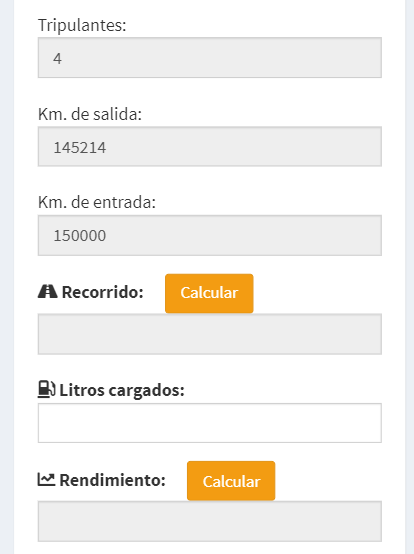 Tripulantes:
4
Km. de salida:
145214
Km. de entrada:
150000
Recorrido: Calcular
Litros cargados:
Rendimiento: Calcular